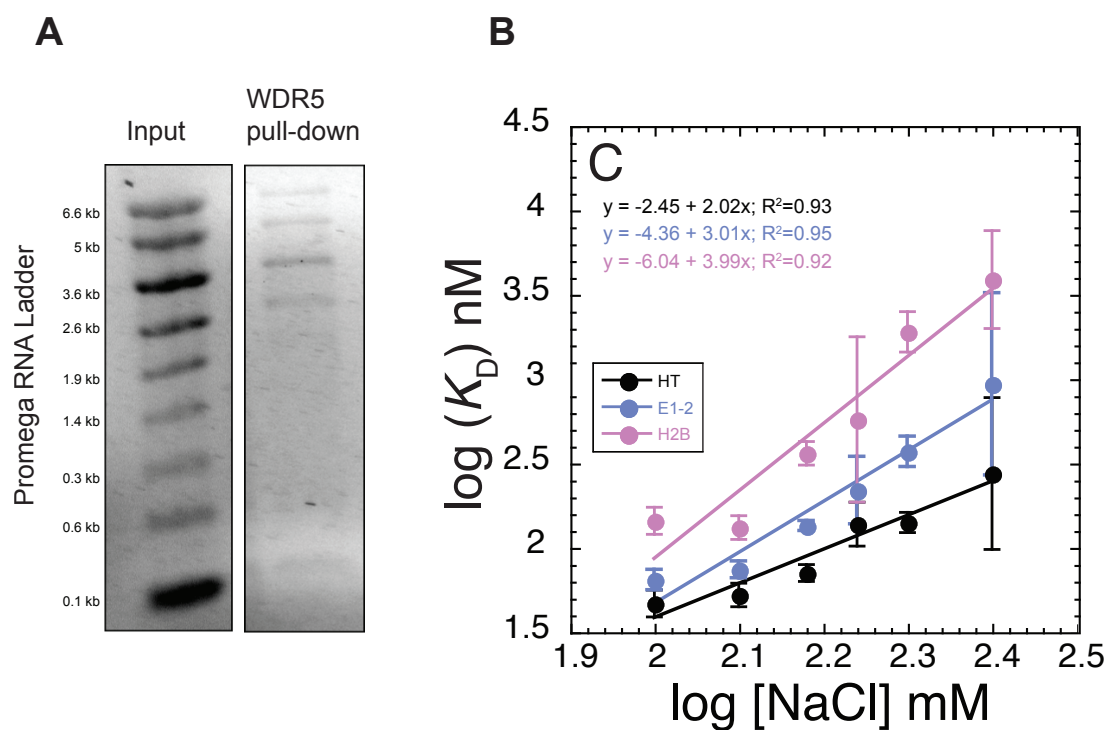 A
Input
WDR5
pull-down
Promega RNA Ladder
6.6 kb
5 kb
3.6 kb
2.6 kb
1.9 kb
1.4 kb
0.3 kb
0.6 kb
0.1 kb
B
C
y = -2.45 + 2.02x; R²=0.93
y = -4.36 + 3.01x; R²=0.95
y = -6.04 + 3.99x; R²=0.92
HT
E1-2
H2B
log (K_D) nM
4.5
4
3.5
3
2.5
2
1.5
1.9 2 2.1 2.2 2.3 2.4 2.5
log [NaCl] mM